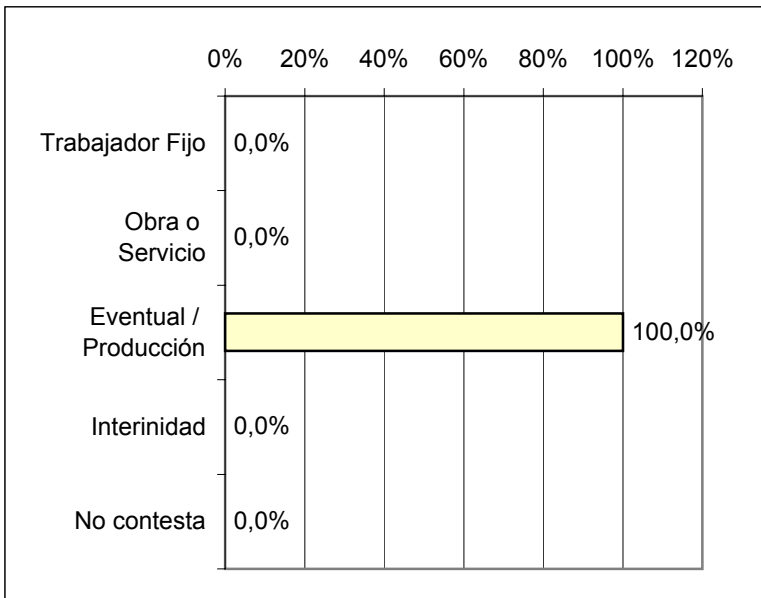 0% 20% 40% 60% 80% 100% 120%
Trabajador Fijo 0,0%
Obra o
Servicio
0,0%
Eventual /
Producción
100,0%
Interinidad 0,0%
No contesta 0,0%